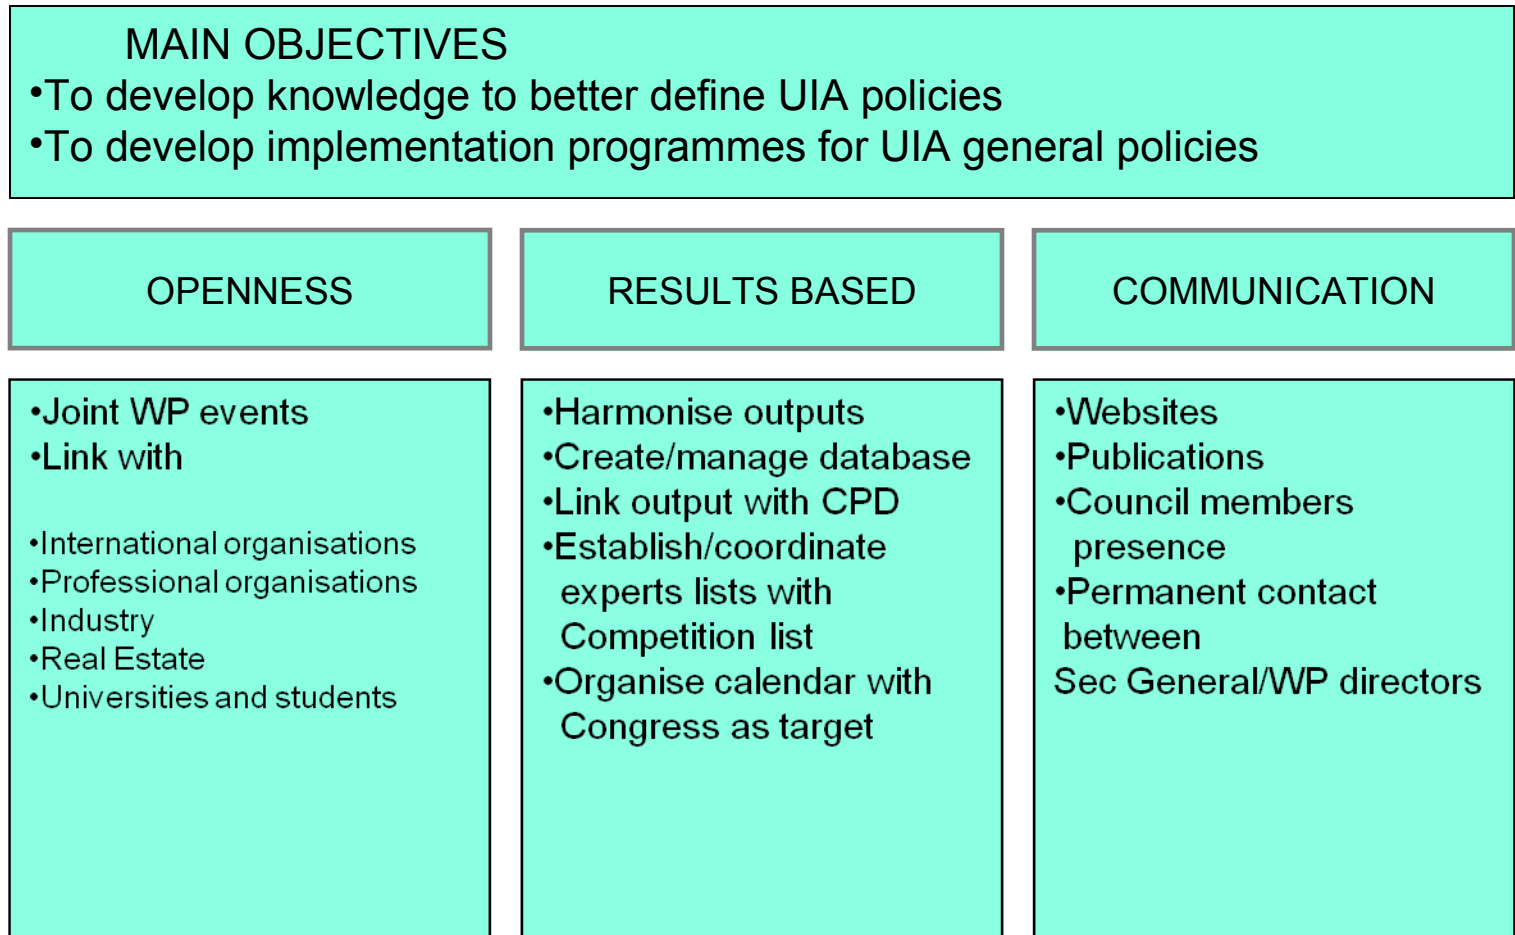 MAIN OBJECTIVES
•To develop knowledge to better define UIA policies
•To develop implementation programmes for UIA general policies
OPENNESS
•Joint WP events
•Link with
•International organisations
•Professional organisations
•Industry
•Real Estate
•Universities and students
RESULTS BASED
•Harmonise outputs
•Create/manage database
•Link output with CPD
•Establish/coordinate
experts lists with
Competition list
•Organise calendar with
Congress as target
COMMUNICATION
•Websites
•Publications
•Council members
presence
•Permanent contact
between
Sec General/WP directors